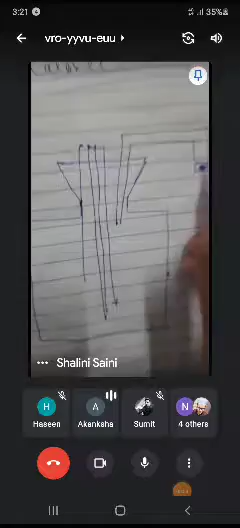 3:21
35%
vro-yyvu-euu
Shalini Saini
H
A
N
Haseen
Akanksha
Sumit
4 others